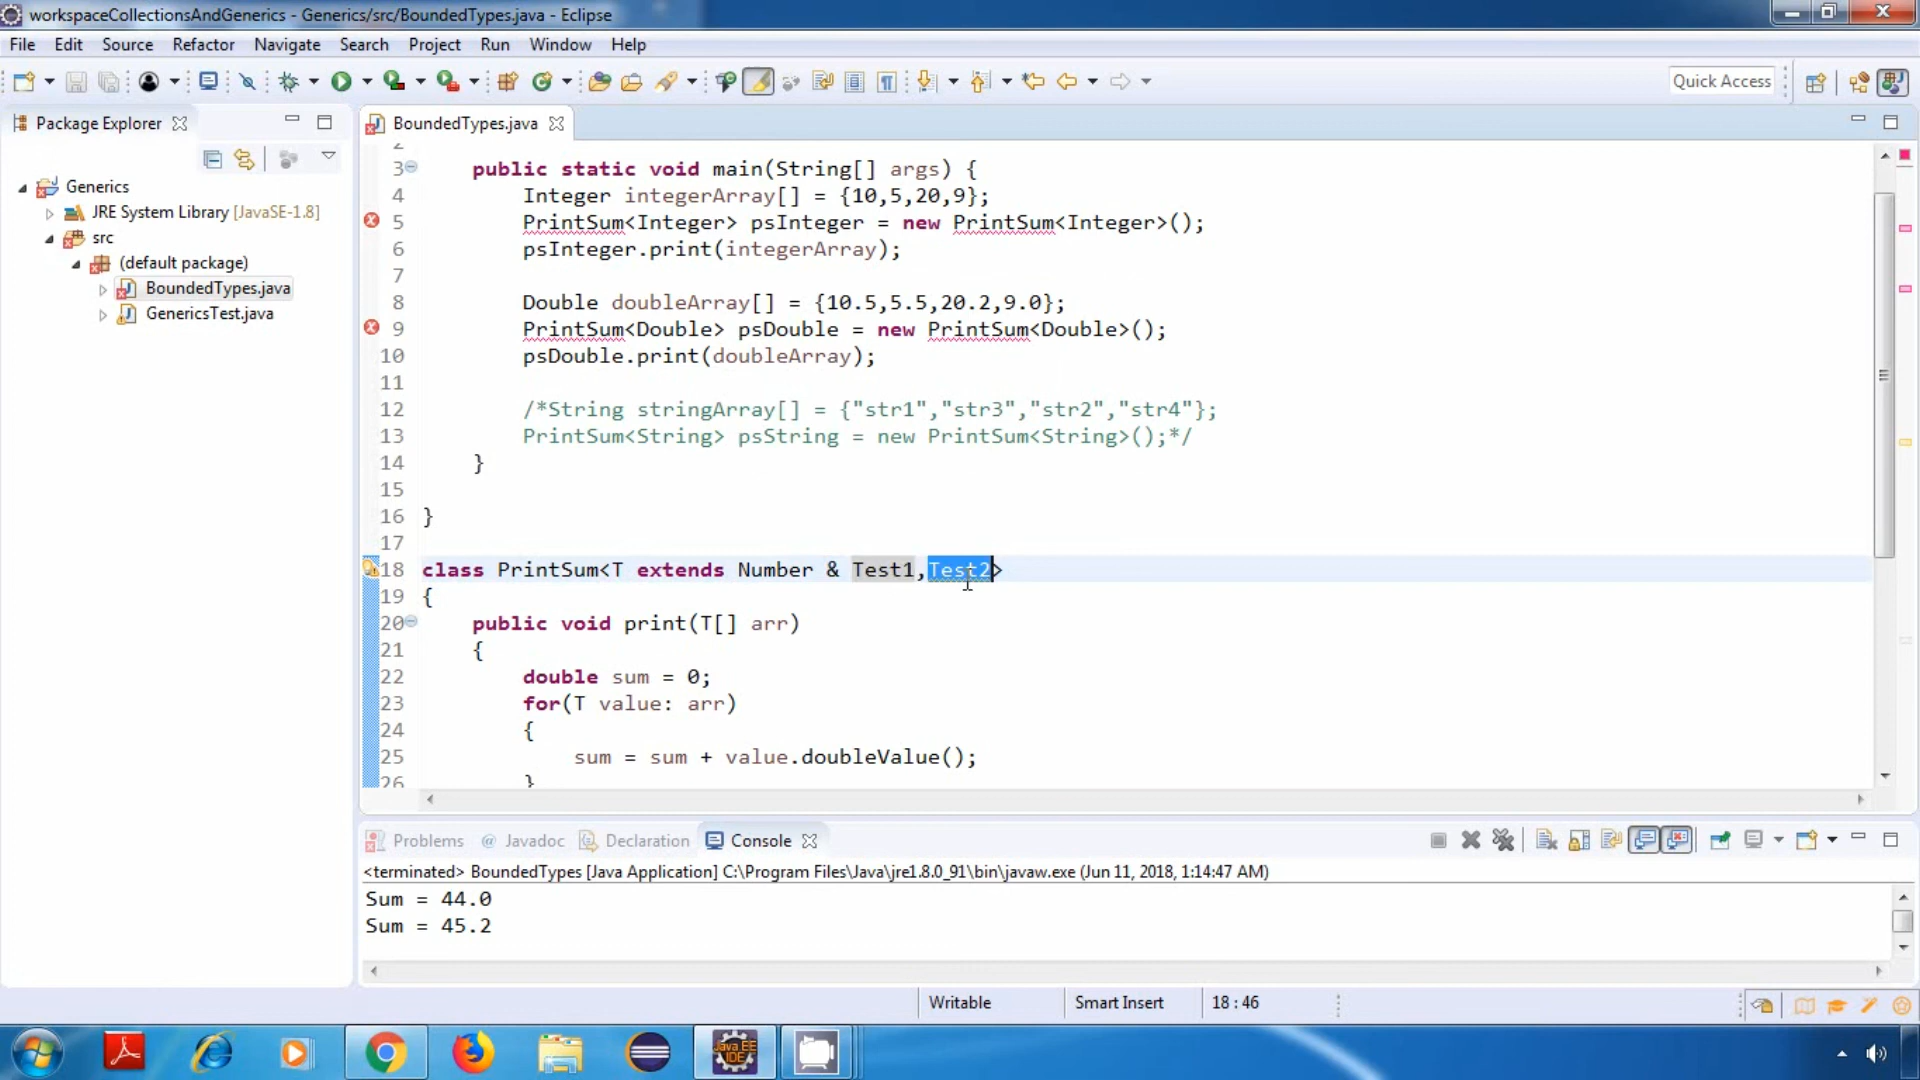 workspaceCollectionsAndGenerics - Generics/src/BoundedTypes.java - Eclipse
File Edit Source Refactor Navigate Search Project Run Window Help
Quick Access
Package Explorer
BoundedTypes.java
Generics
JRE System Library [JavaSE-1.8]
src
(default package)
BoundedTypes.java
GenericsTest.java
2
3 public static void main(String[] args) {
4 Integer integerArray[] = {10,5,20,9};
5 PrintSum<Integer> psInteger = new PrintSum<Integer>();
6 psInteger.print(integerArray);
7
8 Double doubleArray[] = {10.5,5.5,20.2,9.0};
9 PrintSum<Double> psDouble = new PrintSum<Double>();
10 psDouble.print(doubleArray);
11
12 /*String stringArray[] = {"str1","str3","str2","str4"};
13 PrintSum<String> psString = new PrintSum<String>();*/
14 }
15
16 }
17
18 class PrintSum<T extends Number & Test1,Test2>
19 {
20 public void print(T[] arr)
21 {
22 double sum = 0;
23 for(T value: arr)
24 {
25 sum = sum + value.doubleValue();
26 }
Problems @ Javadoc Declaration Console
<terminated> BoundedTypes [Java Application] C:\Program Files\Java\jre1.8.0_91\bin\javaw.exe (Jun 11, 2018, 1:14:47 AM)
Sum = 44.0
Sum = 45.2
Writable Smart Insert 18 : 46
Java EE
IDE